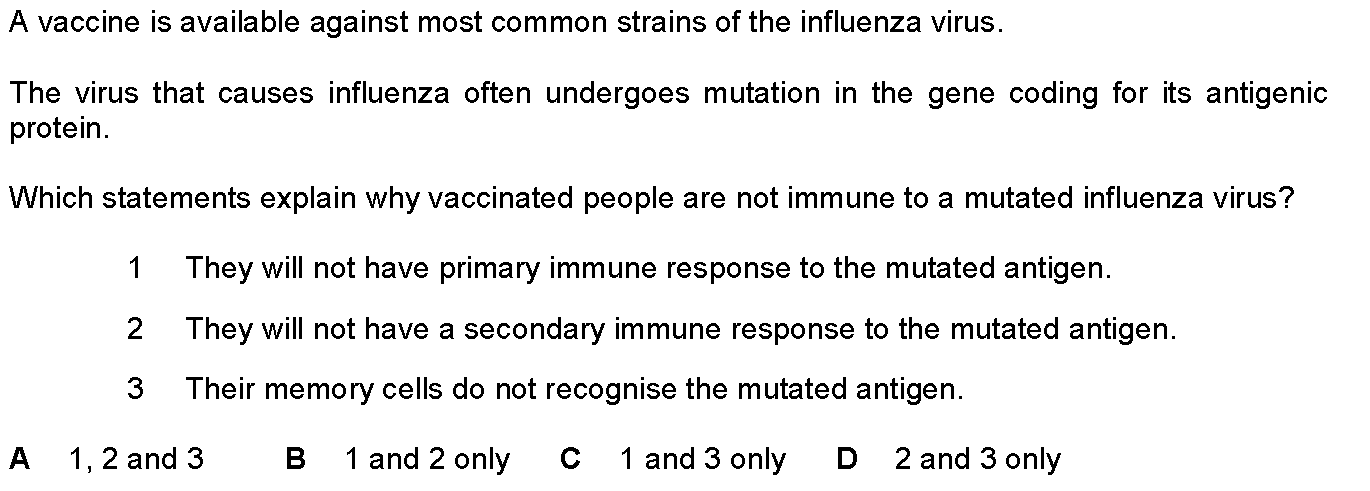 A vaccine is available against most common strains of the influenza virus.
The virus that causes influenza often undergoes mutation in the gene coding for its antigenic
protein.
Which statements explain why vaccinated people are not immune to a mutated influenza virus?
1 They will not have primary immune response to the mutated antigen.
2 They will not have a secondary immune response to the mutated antigen.
3 Their memory cells do not recognise the mutated antigen.
A 1, 2 and 3 B 1 and 2 only C 1 and 3 only D 2 and 3 only